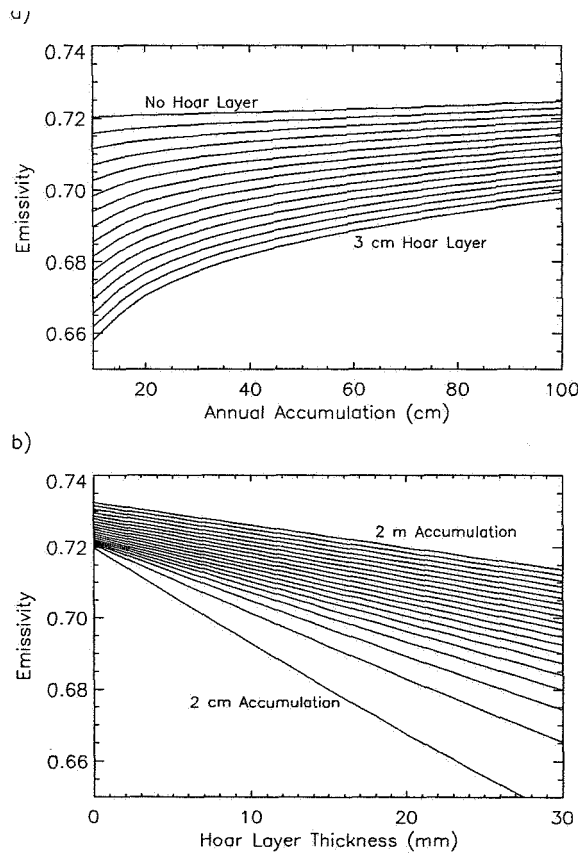 a)
0.74
0.72
0.70
0.68
0.66
Emissivity
No Hoar Layer
3 cm Hoar Layer
20 40 60 80 100
Annual Accumulation (cm)
b)
0.74
0.72
0.70
0.68
0.66
Emissivity
2 m Accumulation
2 cm Accumulation
0 10 20 30
Hoar Layer Thickness (mm)